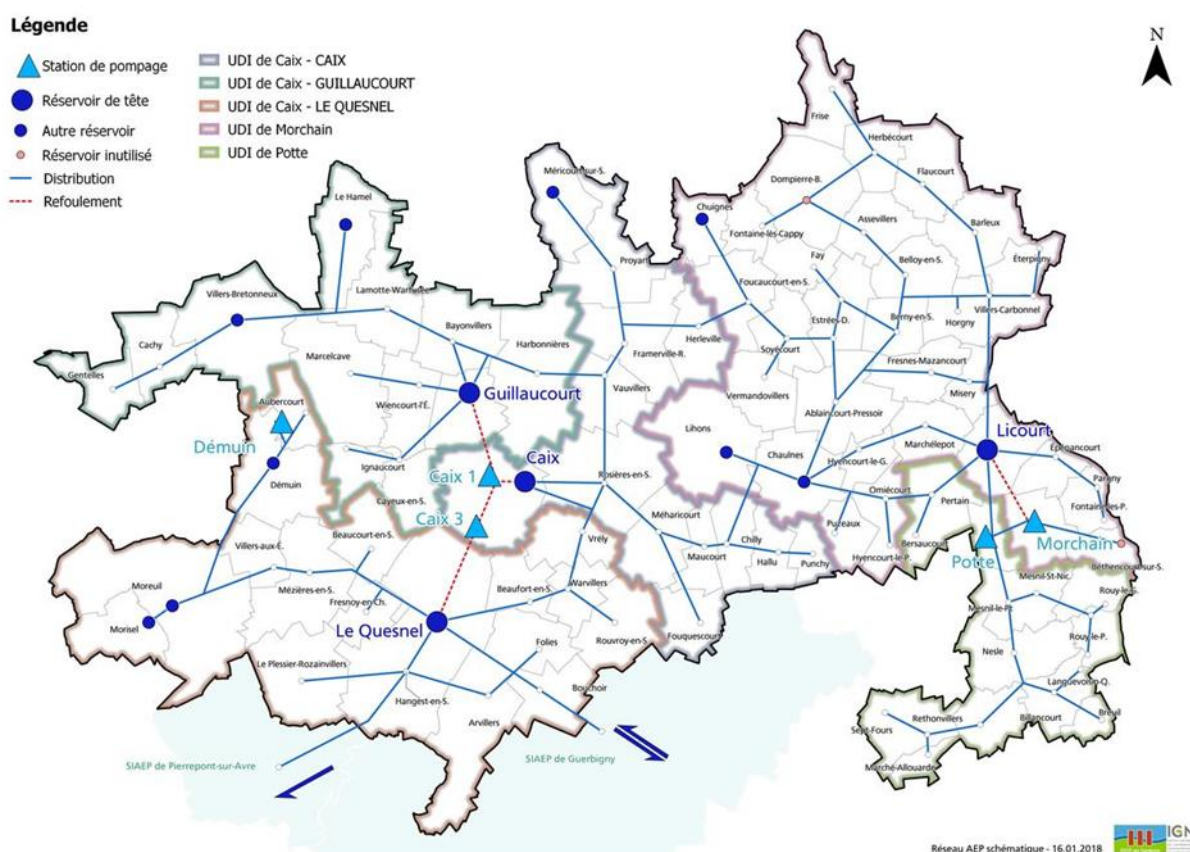 Légende
Station de pompage
Réservoir de tête
Autre réservoir
Réservoir inutilisé
Distribution
Refoulement
UDI de Caix - CAIX
UDI de Caix - GUILLAUCOURT
UDI de Caix - LE QUESNEL
UDI de Morchain
UDI de Potte
N
Frise
Herbécourt
Méricourt-sur-S.
Dompierre-B.
Flaucourt
Le Hamel
Chuignes
Assevillers
Barleux
Fontaine-lès-Cappy
Fay
Belloy-en-S.
Éterpigny
Proyart
Foucaucourt-en-S.
Villers-Bretonneux
Villers-Carbonnel
Estrées-D.
Berny-en-S.
Horgny
Bayonvillers
Cachy
Harbonnières
Herleville
Soyécourt
Marcelcave
Framerville-R.
Fresnes-Mazancourt
Gentelles
Vauvillers
Misery
Guillaucourt
Vermandovillers
Aubercourt
Wiencourt-l'É.
Ablaincourt-Pressoir
Licourt
Démuin
Lihons
Marchélepot
Épénancourt
Chaulnes
Hyencourt-le-G.
Ignaucourt
Caix
Caix 1
Rosières-en-S.
Démuin
Pargny
Omiécourt
Pertain
Cayeux-en-S.
Méharicourt
Caix 3
Puzeaux
Beaucourt-en-S.
Vrély
Chilly
Bersaucourt
Morchain
Villers-aux-É.
Maucourt
Hallu
Punchy
Hyencourt-le-P.
Potte
Béthencourt-sur-S.
Moreuil
Mézières-en-S.
Beaufort-en-S.
Warvillers
Mesnil-St-Nic.
Rouy-le-G.
Fresnoy-en-Ch.
Mesnil-le-Pt
Morisel
Le Quesnel
Folies
Rouvroy-en-S.
Fouquescourt
Rouy-le-P.
Nesle
Le Plessier-Rozainvillers
Languevoisin-Q.
Bouchoir
Hangest-en-S.
Arvillers
Rethonvillers
Billancourt
Breuil
Sept-Fours
SIAEP de Pierrepont-sur-Avre
SIAEP de Guerbigny
Marché-Allouarde
Réseau AEP schématique - 16.01.2018
IGN